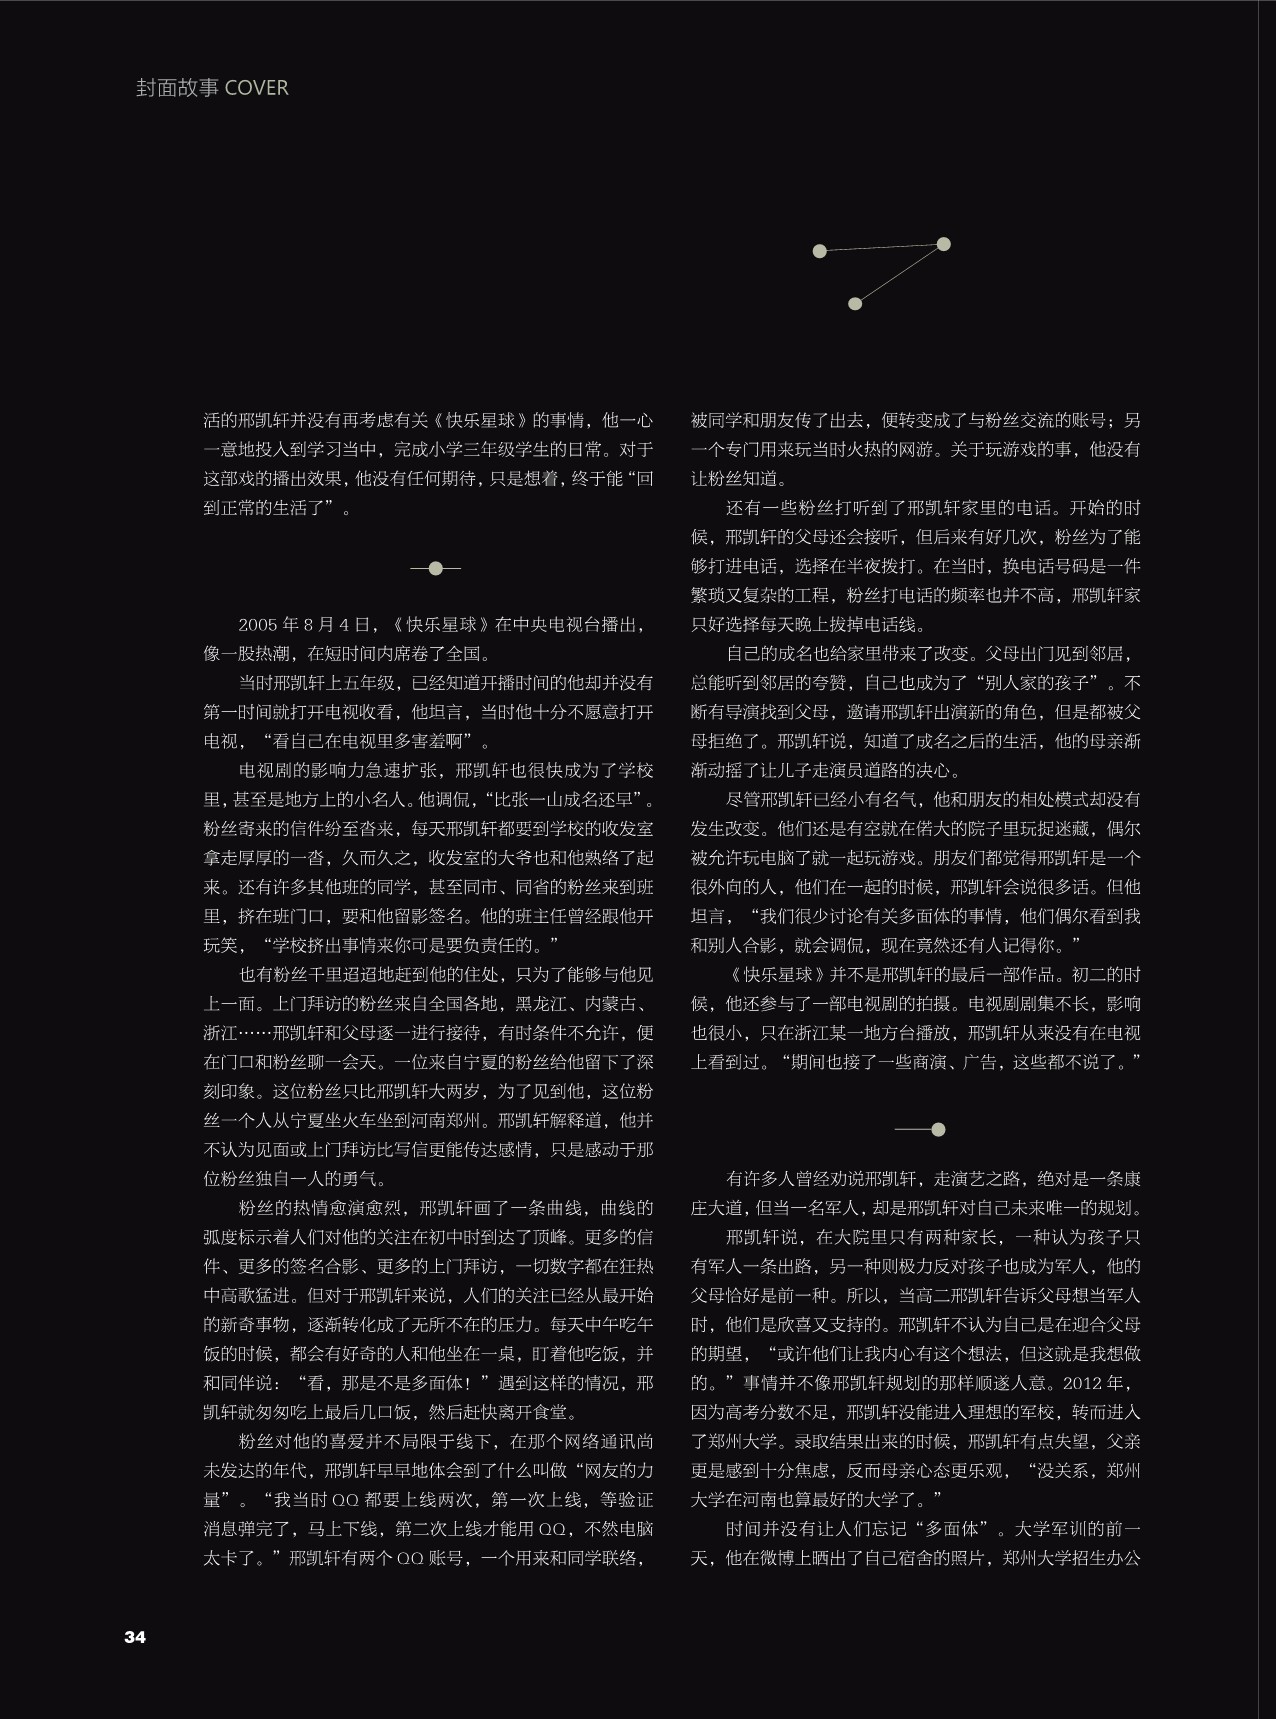 封面故事 COVER
活的邢凯轩并没有再考虑有关《快乐星球》的事情，他一心
一意地投入到学习当中，完成小学三年级学生的日常。对于
这部戏的播出效果，他没有任何期待，只是想着，终于能“回
到正常的生活了”。
2005 年 8 月 4 日，《快乐星球》在中央电视台播出，
像一股热潮，在短时间内席卷了全国。
当时邢凯轩上五年级，已经知道开播时间的他却并没有
第一时间就打开电视收看，他坦言，当时他十分不愿意打开
电视，“看自己在电视里多害羞啊”。
电视剧的影响力急速扩张，邢凯轩也很快成为了学校
里，甚至是地方上的小名人。他调侃，“比张一山成名还早”。
粉丝寄来的信件纷至沓来，每天邢凯轩都要到学校的收发室
拿走厚厚的一沓，久而久之，收发室的大爷也和他熟络了起
来。还有许多其他班的同学，甚至同市、同省的粉丝来到班
里，挤在班门口，要和他留影签名。他的班主任曾经跟他开
玩笑，“学校挤出事情来你可是要负责任的。”
也有粉丝千里迢迢地赶到他的住处，只为了能够与他见
上一面。上门拜访的粉丝来自全国各地，黑龙江、内蒙古、
浙江……邢凯轩和父母逐一进行接待，有时条件不允许，便
在门口和粉丝聊一会天。一位来自宁夏的粉丝给他留下了深
刻印象。这位粉丝只比邢凯轩大两岁，为了见到他，这位粉
丝一个人从宁夏坐火车坐到河南郑州。邢凯轩解释道，他并
不认为见面或上门拜访比写信更能传达感情，只是感动于那
位粉丝独自一人的勇气。
粉丝的热情愈演愈烈，邢凯轩画了一条曲线，曲线的
弧度标示着人们对他的关注在初中时到达了顶峰。更多的信
件、更多的签名合影、更多的上门拜访，一切数字都在狂热
中高歌猛进。但对于邢凯轩来说，人们的关注已经从最开始
的新奇事物，逐渐转化成了无所不在的压力。每天中午吃午
饭的时候，都会有好奇的人和他坐在一桌，盯着他吃饭，并
和同伴说：“看，那是不是多面体！”遇到这样的情况，邢
凯轩就匆匆吃上最后几口饭，然后赶快离开食堂。
粉丝对他的喜爱并不局限于线下，在那个网络通讯尚
未发达的年代，邢凯轩早早地体会到了什么叫做“网友的力
量”。“我当时 QQ 都要上线两次，第一次上线，等验证
消息弹完了，马上下线，第二次上线才能用 QQ，不然电脑
太卡了。”邢凯轩有两个 QQ 账号，一个用来和同学联络，
被同学和朋友传了出去，便转变成了与粉丝交流的账号；另
一个专门用来玩当时火热的网游。关于玩游戏的事，他没有
让粉丝知道。
还有一些粉丝打听到了邢凯轩家里的电话。开始的时
候，邢凯轩的父母还会接听，但后来有好几次，粉丝为了能
够打进电话，选择在半夜拨打。在当时，换电话号码是一件
繁琐又复杂的工程，粉丝打电话的频率也并不高，邢凯轩家
只好选择每天晚上拔掉电话线。
自己的成名也给家里带来了改变。父母出门见到邻居，
总能听到邻居的夸赞，自己也成为了“别人家的孩子”。不
断有导演找到父母，邀请邢凯轩出演新的角色，但是都被父
母拒绝了。邢凯轩说，知道了成名之后的生活，他的母亲渐
渐动摇了让儿子走演员道路的决心。
尽管邢凯轩已经小有名气，他和朋友的相处模式却没有
发生改变。他们还是有空就在偌大的院子里玩捉迷藏，偶尔
被允许玩电脑了就一起玩游戏。朋友们都觉得邢凯轩是一个
很外向的人，他们在一起的时候，邢凯轩会说很多话。但他
坦言，“我们很少讨论有关多面体的事情，他们偶尔看到我
和别人合影，就会调侃，现在竟然还有人记得你。”
《快乐星球》并不是邢凯轩的最后一部作品。初二的时
候，他还参与了一部电视剧的拍摄。电视剧剧集不长，影响
也很小，只在浙江某一地方台播放，邢凯轩从来没有在电视
上看到过。“期间也接了一些商演、广告，这些都不说了。”
有许多人曾经劝说邢凯轩，走演艺之路，绝对是一条康
庄大道，但当一名军人，却是邢凯轩对自己未来唯一的规划。
邢凯轩说，在大院里只有两种家长，一种认为孩子只
有军人一条出路，另一种则极力反对孩子也成为军人，他的
父母恰好是前一种。所以，当高二邢凯轩告诉父母想当军人
时，他们是欣喜又支持的。邢凯轩不认为自己是在迎合父母
的期望，“或许他们让我内心有这个想法，但这就是我想做
的。”事情并不像邢凯轩规划的那样顺遂人意。2012 年，
因为高考分数不足，邢凯轩没能进入理想的军校，转而进入
了郑州大学。录取结果出来的时候，邢凯轩有点失望，父亲
更是感到十分焦虑，反而母亲心态更乐观，“没关系，郑州
大学在河南也算最好的大学了。”
时间并没有让人们忘记“多面体”。大学军训的前一
天，他在微博上晒出了自己宿舍的照片，郑州大学招生办公
34